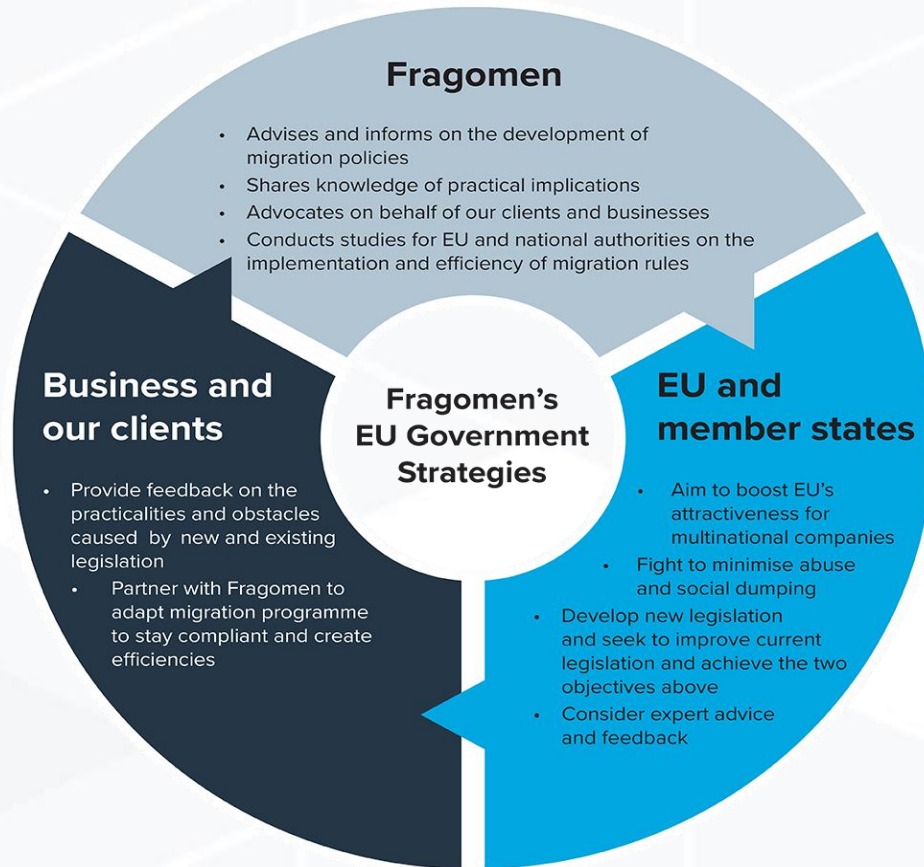 Fragomen
• Advises and informs on the development of
migration policies
• Shares knowledge of practical implications
• Advocates on behalf of our clients and businesses
• Conducts studies for EU and national authorities on the
implementation and efficiency of migration rules
Business and
our clients
• Provide feedback on the
practicalities and obstacles
caused by new and existing
legislation
• Partner with Fragomen to
adapt migration programme
to stay compliant and create
efficiencies
Fragomen's
EU Government
Strategies
EU and
member states
• Aim to boost EU's
attractiveness for
multinational companies
• Fight to minimise abuse
and social dumping
• Develop new legislation
and seek to improve current
legislation and achieve the two
objectives above
• Consider expert advice
and feedback